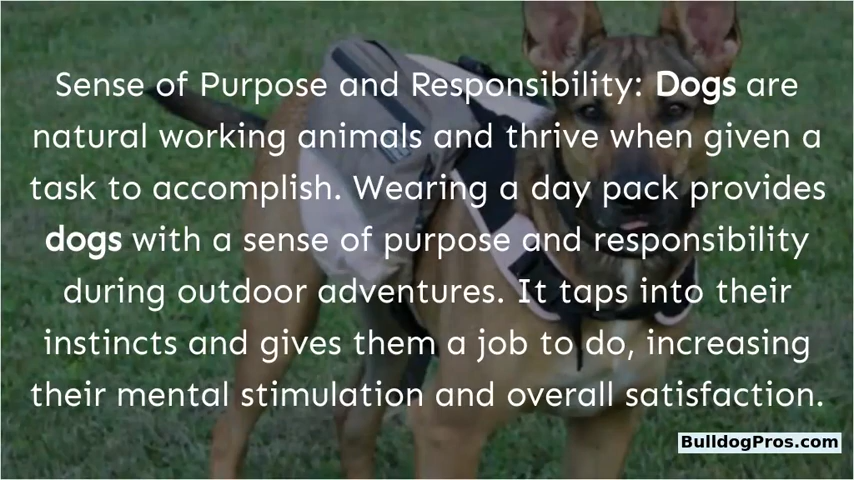 Sense of Purpose and Responsibility: Dogs are
natural working animals and thrive when given a
task to accomplish. Wearing a day pack provides
dogs with a sense of purpose and responsibility
during outdoor adventures. It taps into their
instincts and gives them a job to do, increasing
their mental stimulation and overall satisfaction.
BulldogPros.com